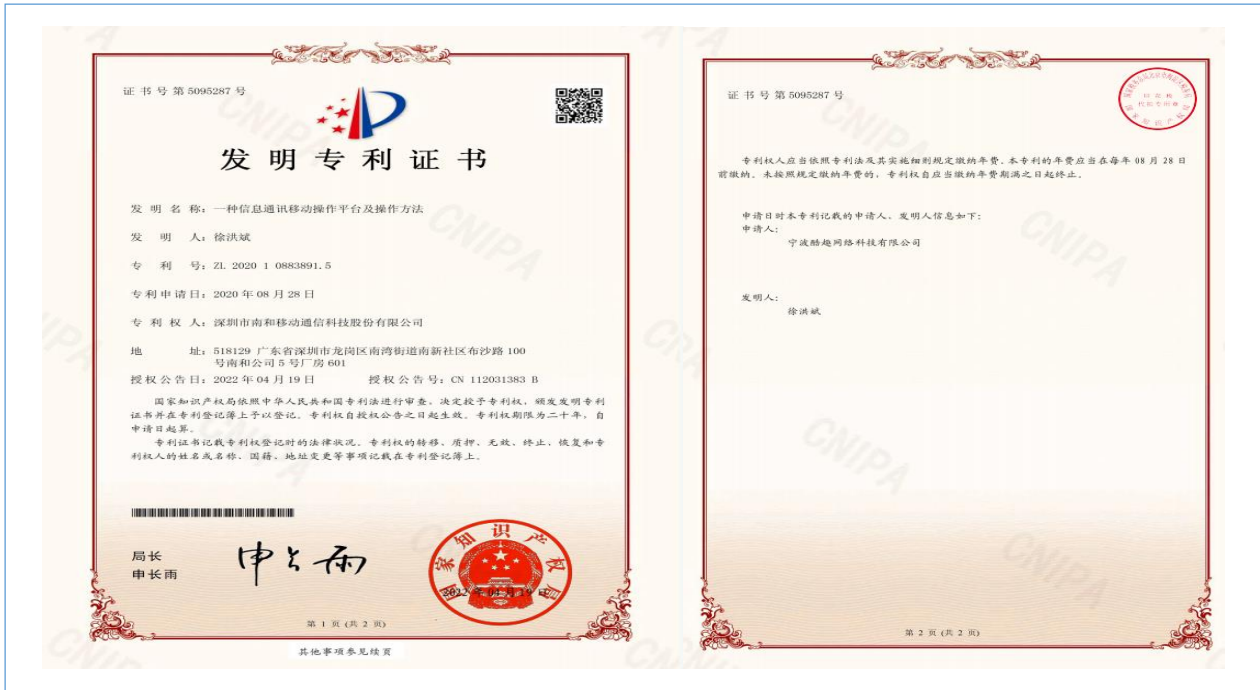 证书号第5095287号
发明专利证书
发明名称：一种信息通讯移动操作平台及操作方法
发明人：徐洪斌
专利号：ZL 2020 1 0883891.5
专利申请日：2020年08月28日
专利权人：深圳市南和移动通信科技股份有限公司
地址：518129 广东省深圳市龙岗区南湾街道南新社区布沙路100
号南和公司5号厂房601
授权公告日：2022年04月19日 授权公告号：CN 112031383 B
国家知识产权局依照中华人民共和国专利法进行审查，决定授予专利权，颁发发明专利
证书并在专利登记簿上予以登记。专利权自授权公告之日起生效。专利权期限为二十年，自
申请日起算。
专利证书记载专利权登记时的法律状况。专利权的转移、质押、无效、终止、恢复和专
利权人的姓名或名称、国籍、地址变更等事项记载在专利登记簿上。
局长
申长雨
申长雨
国家知识产权局
2022年04月19日
第 1 页 (共 2 页)
其他事项参见续页
证书号第5095287号
专利权人应当依照专利法及其实施细则规定缴纳年费。本专利的年费应当在每年08月28日
前缴纳。未按照规定缴纳年费的，专利权自应当缴纳年费期满之日起终止。
申请日时本专利记载的申请人、发明人信息如下：
申请人：
宁波酷趣网络科技有限公司
发明人：
徐洪斌
第 2 页 (共 2 页)
CNIPA